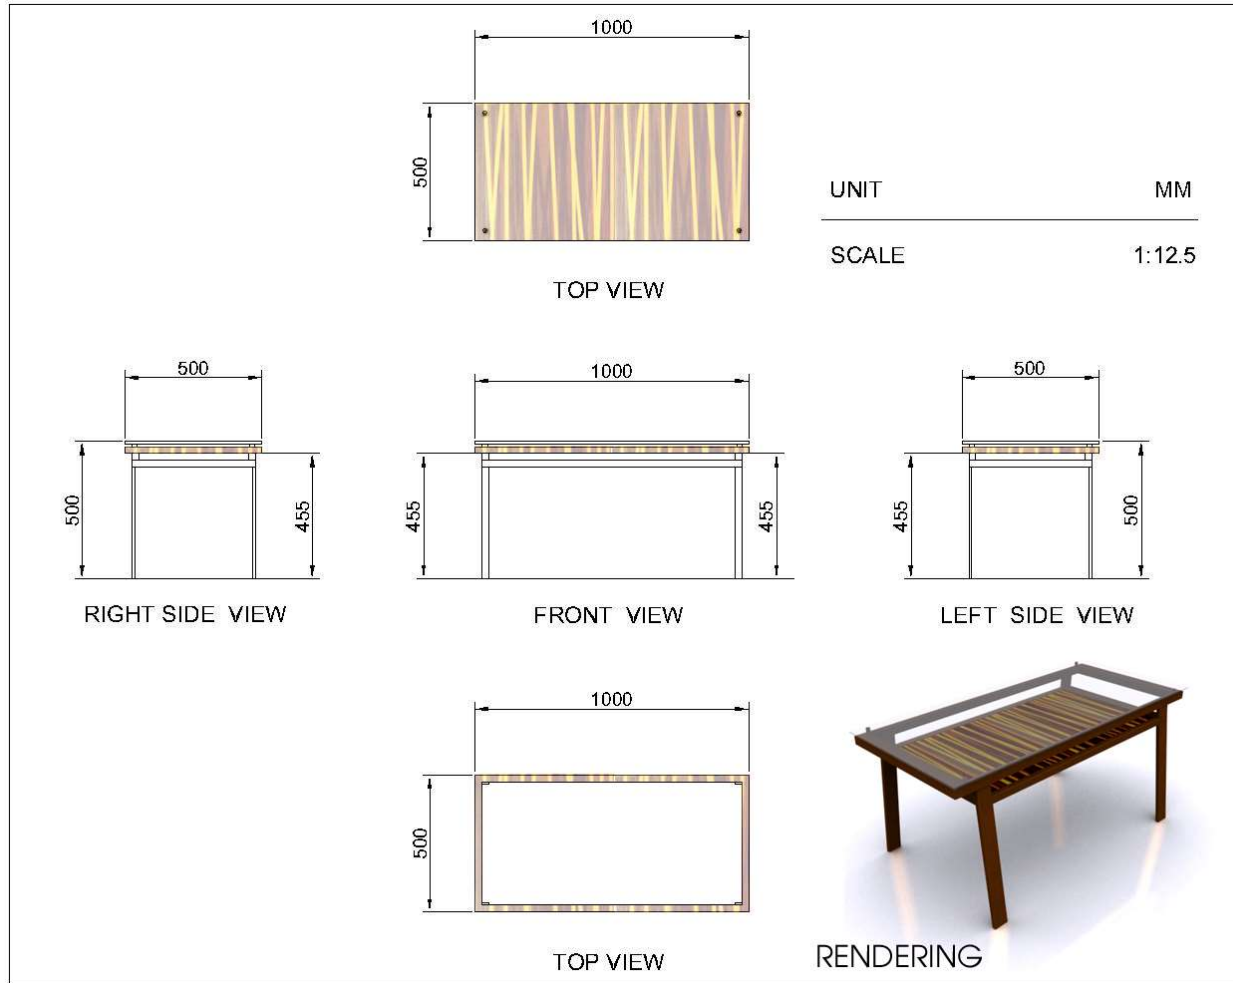 1000
500
UNIT MM
SCALE 1:12.5
TOP VIEW
500 1000 500
500 455 455 455 455 500
RIGHT SIDE VIEW FRONT VIEW LEFT SIDE VIEW
1000
500
TOP VIEW
RENDERING